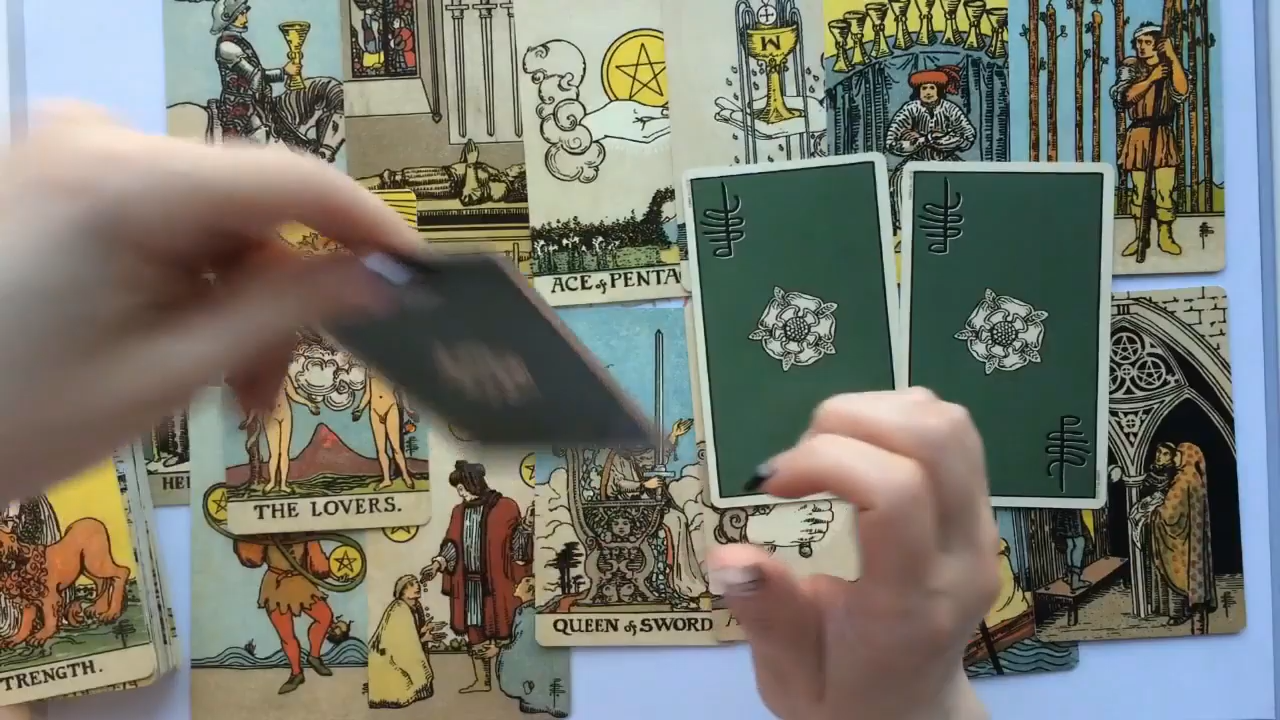 ACE of PENTA
THE LOVERS.
QUEEN of SWORD
TRENGTH.